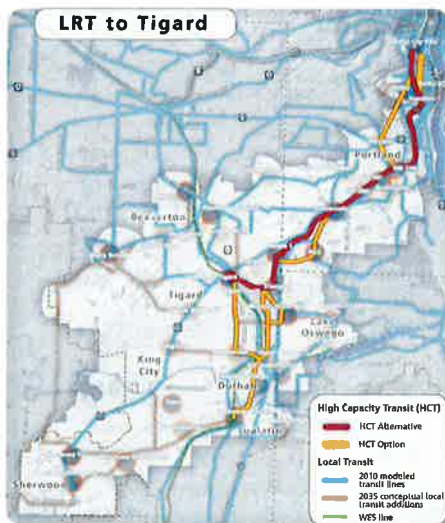 LRT to Tigard
Portland
Beaverton
Tigard
Lake
Oswego
King
City
Durham
Tualatin
Sherwood
High Capacity Transit (HCT)
HCT Alternative
HCT Option
Local Transit
2010 modeled
transit lines
2035 conceptual local
transit additions
WES line